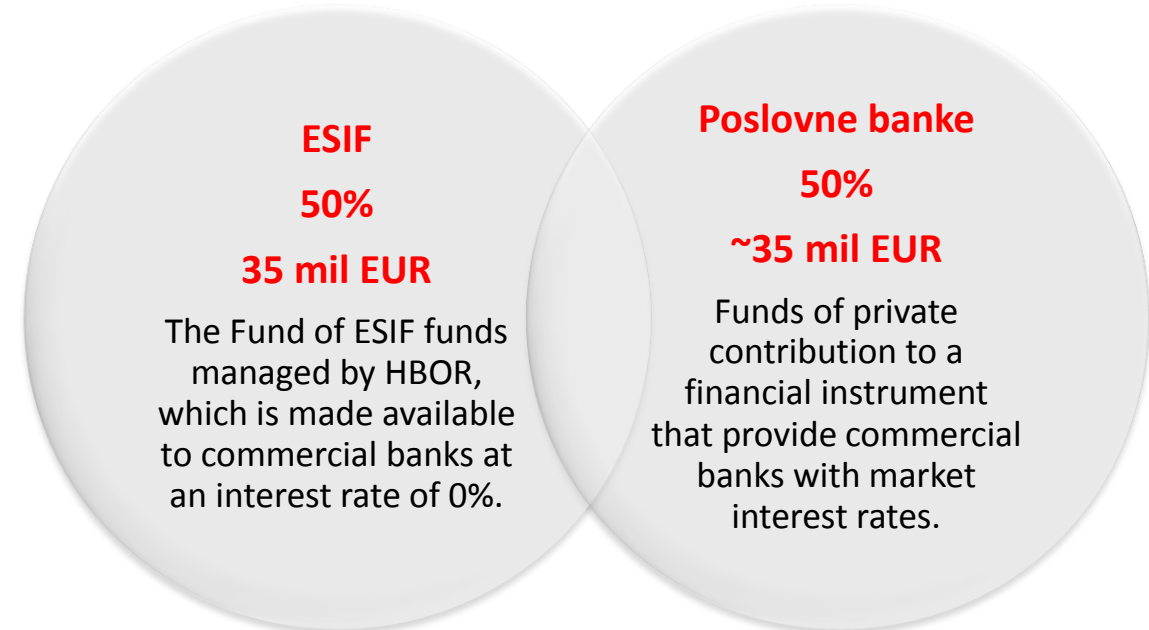 ESIF
50%
35 mil EUR
The Fund of ESIF funds
managed by HBOR,
which is made available
to commercial banks at
an interest rate of 0%.
Poslovne banke
50%
~35 mil EUR
Funds of private
contribution to a
financial instrument
that provide commercial
banks with market
interest rates.